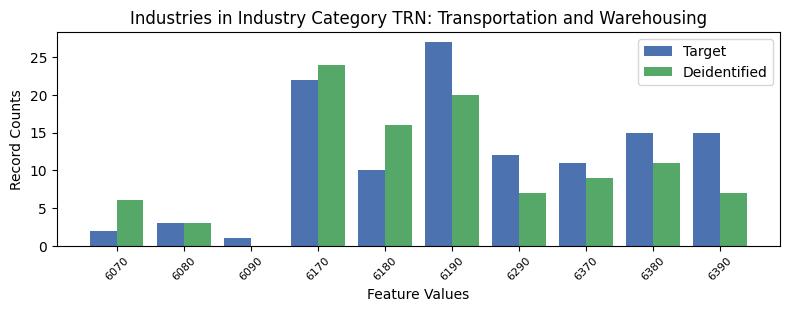 Industries in Industry Category TRN: Transportation and Warehousing
Target
Deidentified
Record Counts
25
20
15
10
5
0
6070 6080 6090 6170 6180 6190 6290 6370 6380 6390
Feature Values